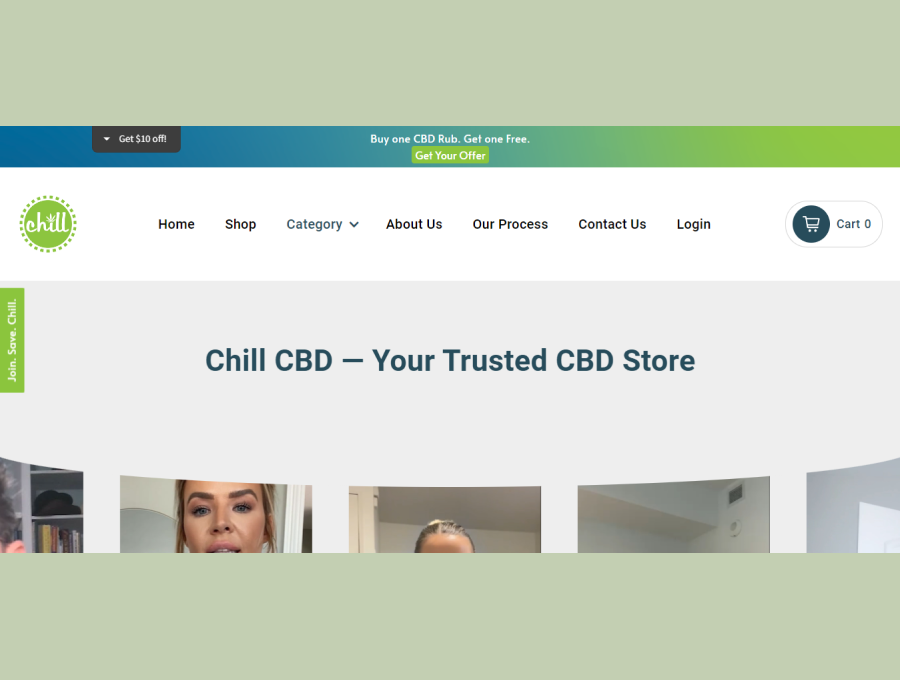 Get $10 off!
Buy one CBD Rub. Get one Free.
Get Your Offer
chill
Home
Shop
Category
About Us
Our Process
Contact Us
Login
Cart 0
Join. Save. Chill.
Chill CBD — Your Trusted CBD Store